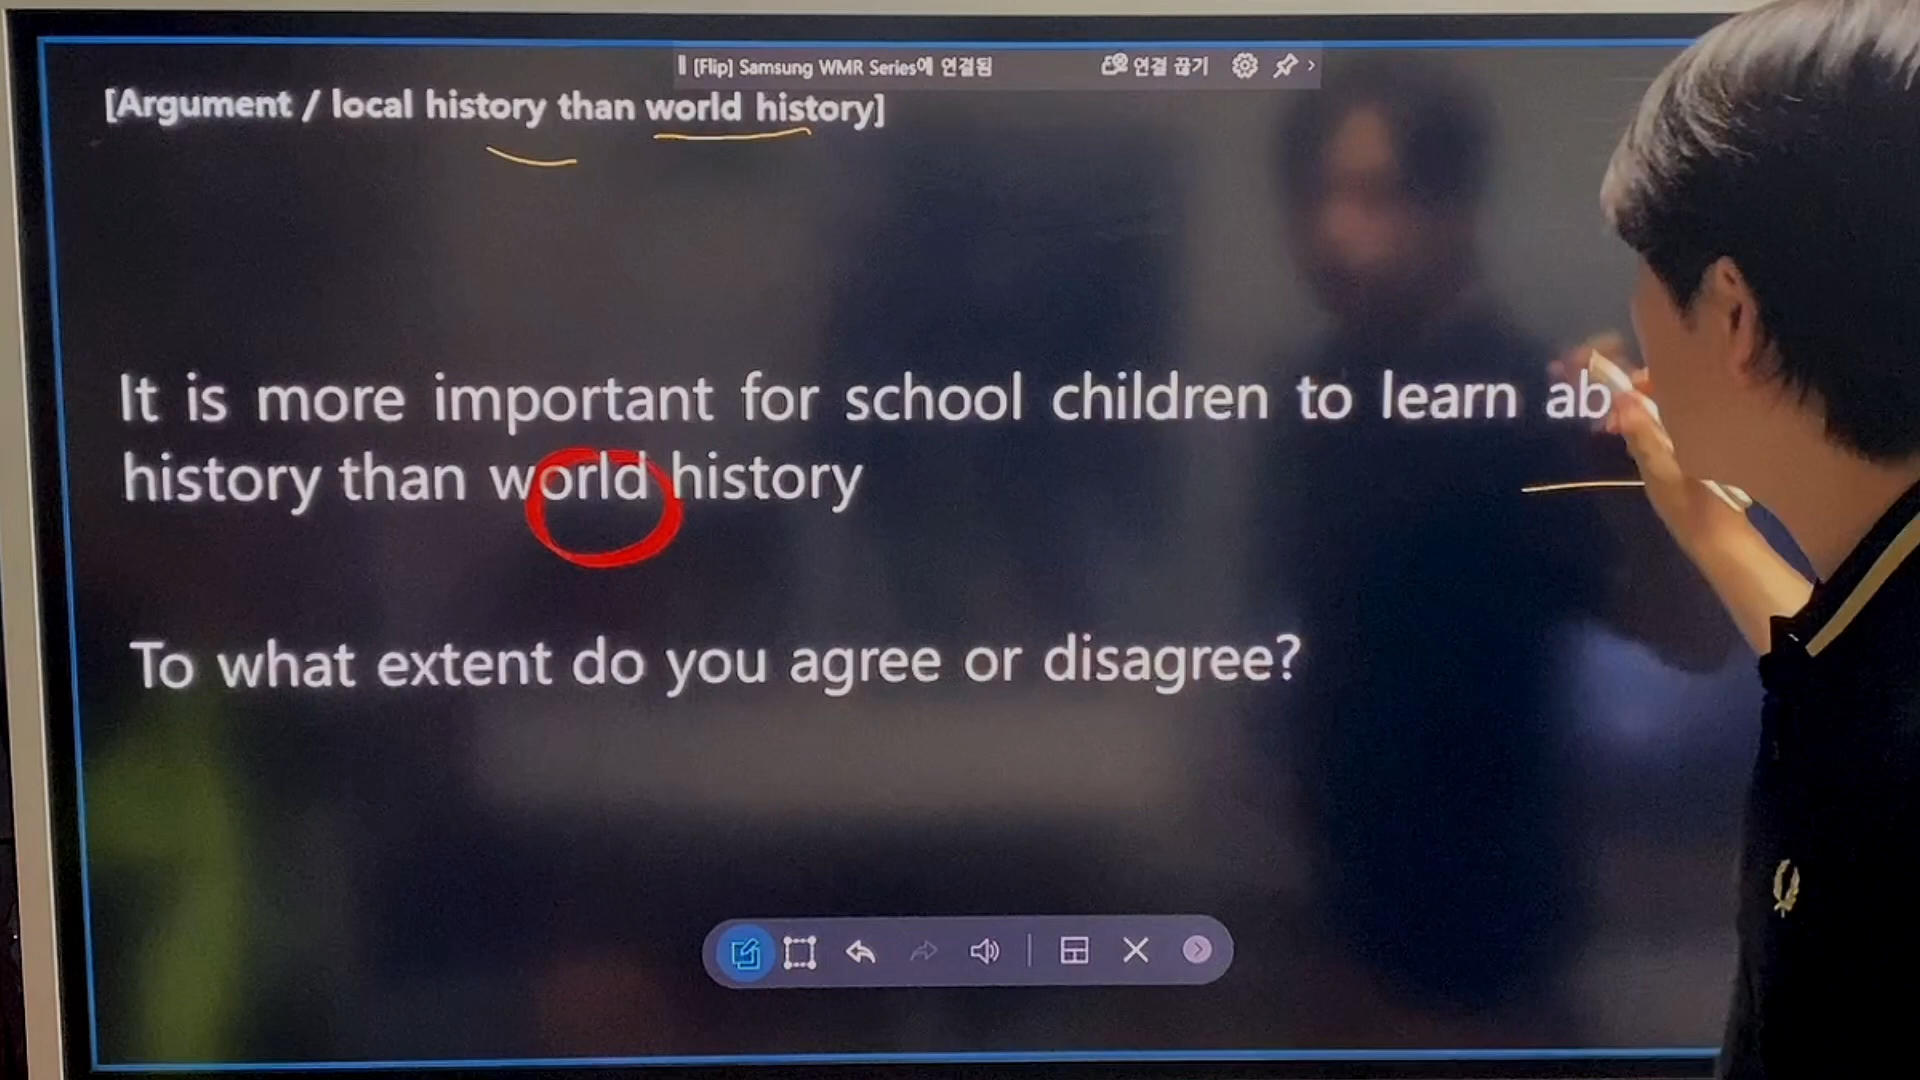 [Flip] Samsung WMR Series에 연결됨 연결 끊기
[Argument / local history than world history]
It is more important for school children to learn ab
history than world history
To what extent do you agree or disagree?